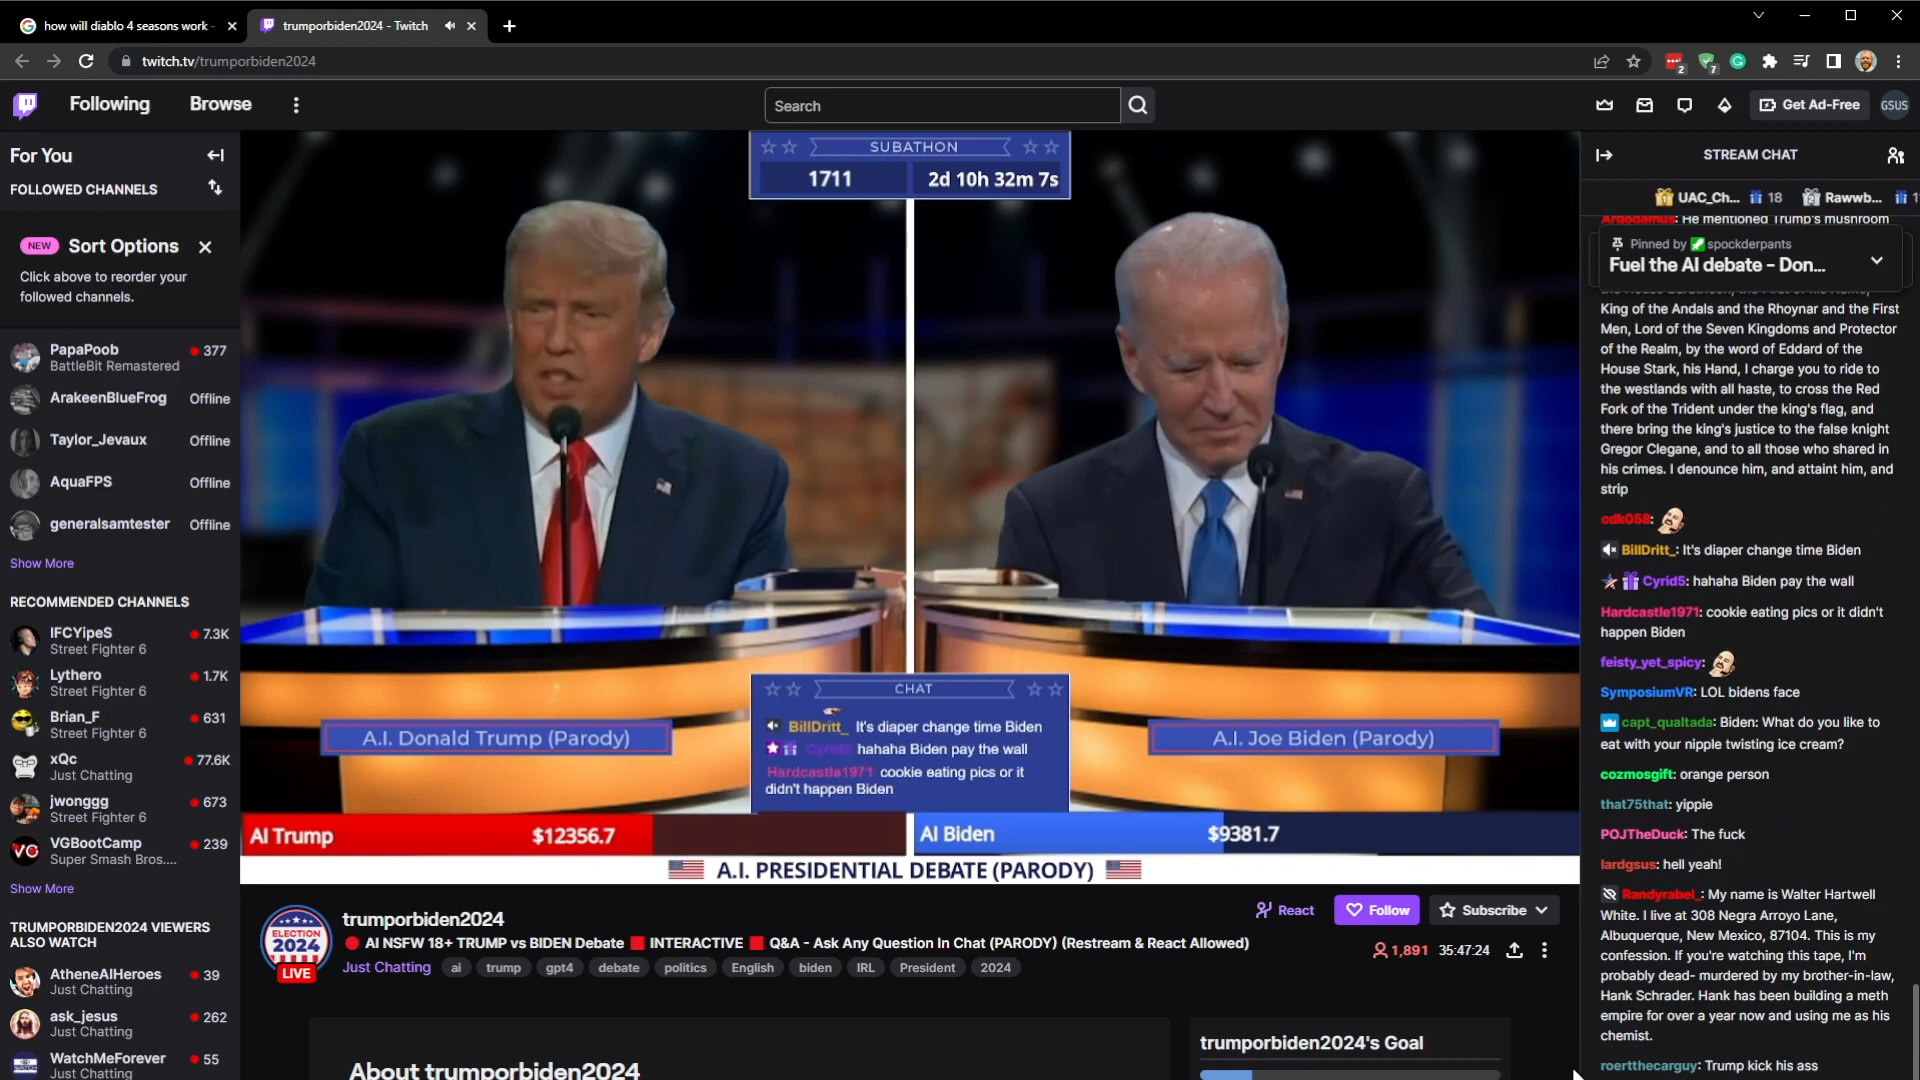 how will diablo 4 seasons work -
trumporbiden2024 - Twitch
twitch.tv/trumporbiden2024
2
7
Following
Browse
Search
Get Ad-Free
GSUS
For You
FOLLOWED CHANNELS
NEW Sort Options
Click above to reorder your
followed channels.
PapaPoob 377
BattleBit Remastered
ArakeenBlueFrog Offline
Taylor_Jevaux Offline
AquaFPS Offline
generalsamtester Offline
Show More
RECOMMENDED CHANNELS
IFCYipeS 7.3K
Street Fighter 6
Lythero 1.7K
Street Fighter 6
Brian_F 631
Street Fighter 6
xQc 77.6K
Just Chatting
jwonggg 673
Street Fighter 6
VGBootCamp 239
Super Smash Bros....
Show More
TRUMPORBIDEN2024 VIEWERS
ALSO WATCH
AtheneAIHeroes 39
Just Chatting
ask_jesus 262
Just Chatting
WatchMeForever 55
Just Chatting
SUBATHON
1711 2d 10h 32m 7s
A.I. Donald Trump (Parody)
A.I. Joe Biden (Parody)
CHAT
BillDritt_ It's diaper change time Biden
Cyrid5 hahaha Biden pay the wall
Hardcastle1971 cookie eating pics or it
didn't happen Biden
AI Trump $12356.7
AI Biden $9381.7
A.I. PRESIDENTIAL DEBATE (PARODY)
ELECTION
2024
LIVE
trumporbiden2024
AI NSFW 18+ TRUMP vs BIDEN Debate INTERACTIVE Q&A - Ask Any Question In Chat (PARODY) (Restream & React Allowed)
Just Chatting ai trump gpt4 debate politics English biden IRL President 2024
React
Follow
Subscribe
1,891 35:47:24
About trumporbiden2024
trumporbiden2024's Goal
STREAM CHAT
UAC_Ch... 18 Rawwb...
Argodamus: He mentioned Trump's mushroom
Pinned by spockderpants
Fuel the AI debate - Don...
King of the Andals and the Rhoynar and the First
Men, Lord of the Seven Kingdoms and Protector
of the Realm, by the word of Eddard of the
House Stark, his Hand, I charge you to ride to
the westlands with all haste, to cross the Red
Fork of the Trident under the king's flag, and
there bring the king's justice to the false knight
Gregor Clegane, and to all those who shared in
his crimes. I denounce him, and attaint him, and
strip
cdk058:
BillDritt_: It's diaper change time Biden
Cyrid5: hahaha Biden pay the wall
Hardcastle1971: cookie eating pics or it didn't
happen Biden
feisty_yet_spicy:
SymposiumVR: LOL bidens face
capt_qualtada: Biden: What do you like to
eat with your nipple twisting ice cream?
cozmosgift: orange person
that75that: yippie
POJTheDuck: The fuck
lardgsus: hell yeah!
Randyrabel_: My name is Walter Hartwell
White. I live at 308 Negra Arroyo Lane,
Albuquerque, New Mexico, 87104. This is my
confession. If you're watching this tape, I'm
probably dead- murdered by my brother-in-law,
Hank Schrader. Hank has been building a meth
empire for over a year now and using me as his
chemist.
roertthecarguy: Trump kick his ass